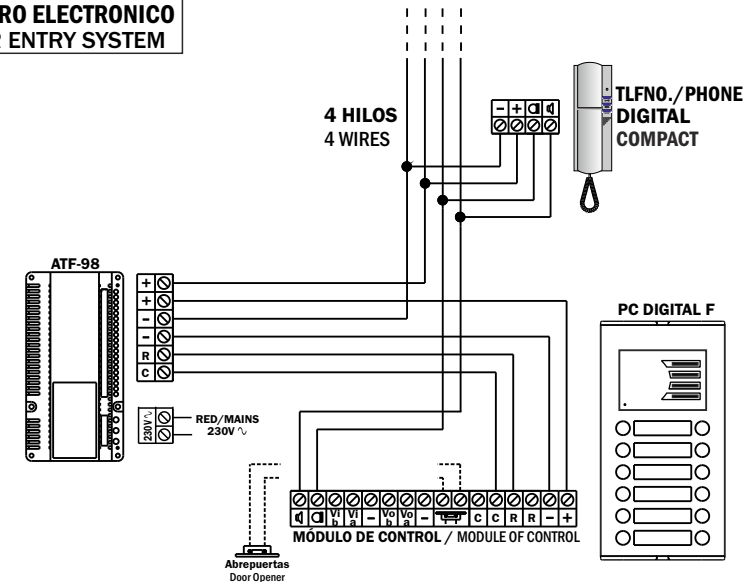 RO ELECTRONICO
R ENTRY SYSTEM
4 HILOS
4 WIRES
- +
TLFNO./PHONE
DIGITAL
COMPACT
ATF-98
+
+
-
-
R
C
230V ∿
RED/MAINS
230V ∿
PC DIGITAL F
Vi b Vi a - Vo b Vo a - C C R R - +
MÓDULO DE CONTROL / MODULE OF CONTROL
Abrepuertas
Door Opener